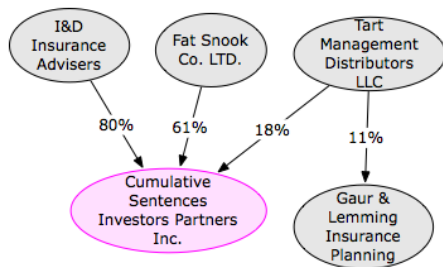 I&D
Insurance
Advisers
Fat Snook
Co. LTD.
Tart
Management
Distributors
LLC
80%
61%
18%
11%
Cumulative
Sentences
Investors Partners
Inc.
Gaur &
Lemming
Insurance
Planning